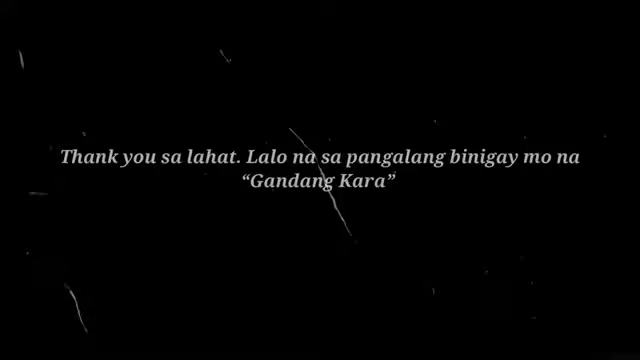 Thank you sa lahat. Lalo na sa pangalang binigay mo na
“Gandang Kara”